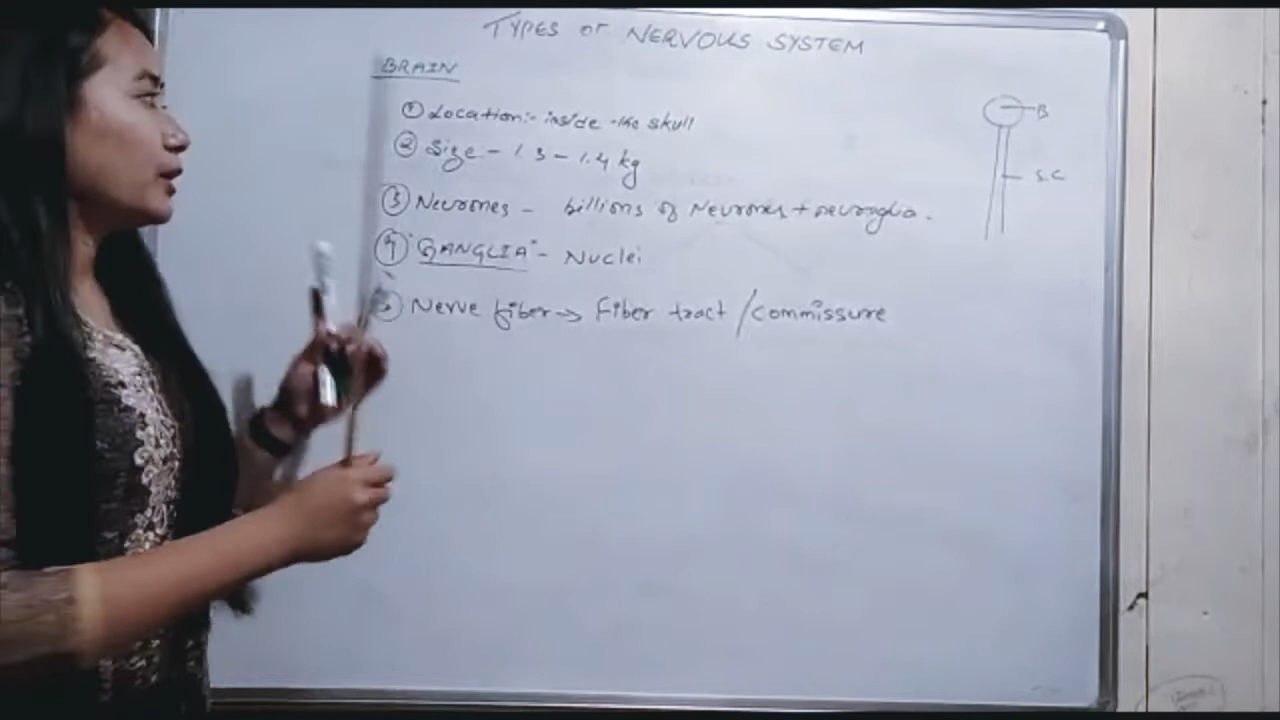 TYPES OF NERVOUS SYSTEM
BRAIN
① Location:- inside the skull
② Size - 1.3 - 1.4 kg
③ Neurones - billions of Neurones + neuroglia.
④ "GANGLIA" - Nuclei
⑤ Nerve fiber → Fiber tract / Commissure
B
S.C